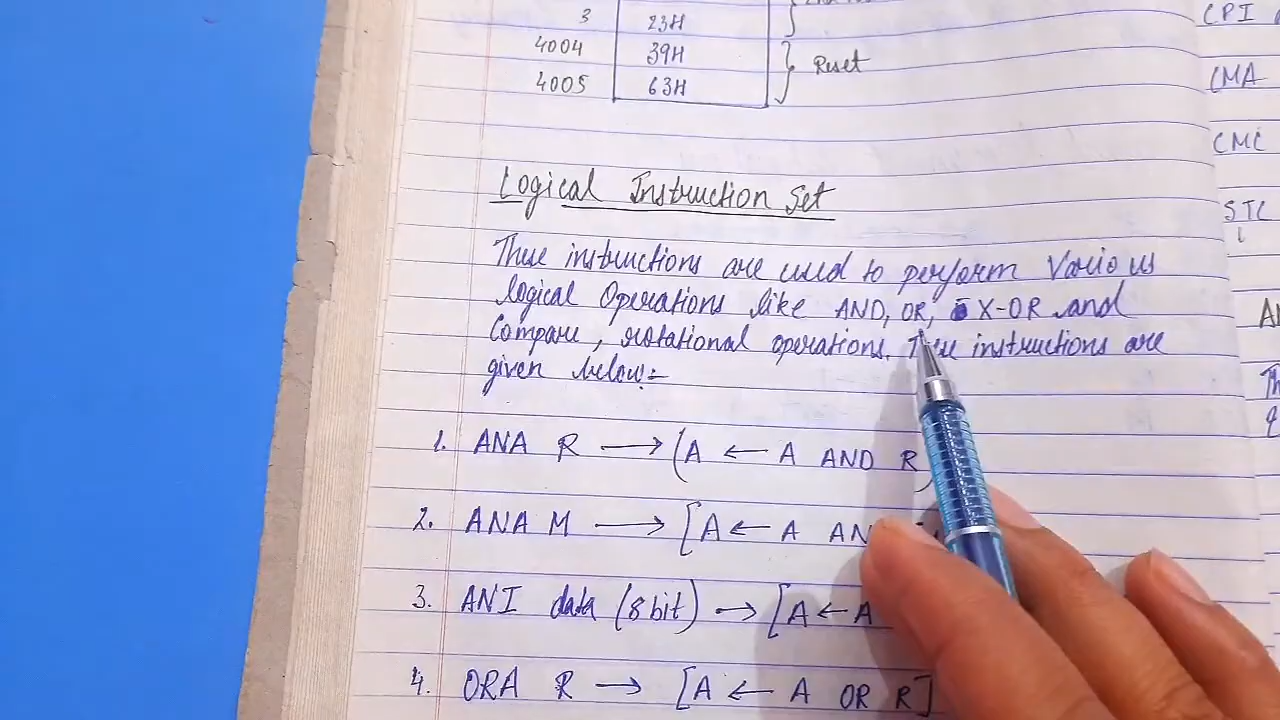 3 23H
4004 39H
4005 63H
} Reset
Logical Instruction Set
These instructions are used to perform Various
logical Operations like AND, OR, X-OR and
Compare, rotational operations. These instructions are
given below:-
1. ANA R → (A ← A AND R)
2. ANA M → [A ← A AN
3. ANI data (8 bit) → [A ← A
4. ORA R → [A ← A OR R]
CPI
CMA
CMC
STC